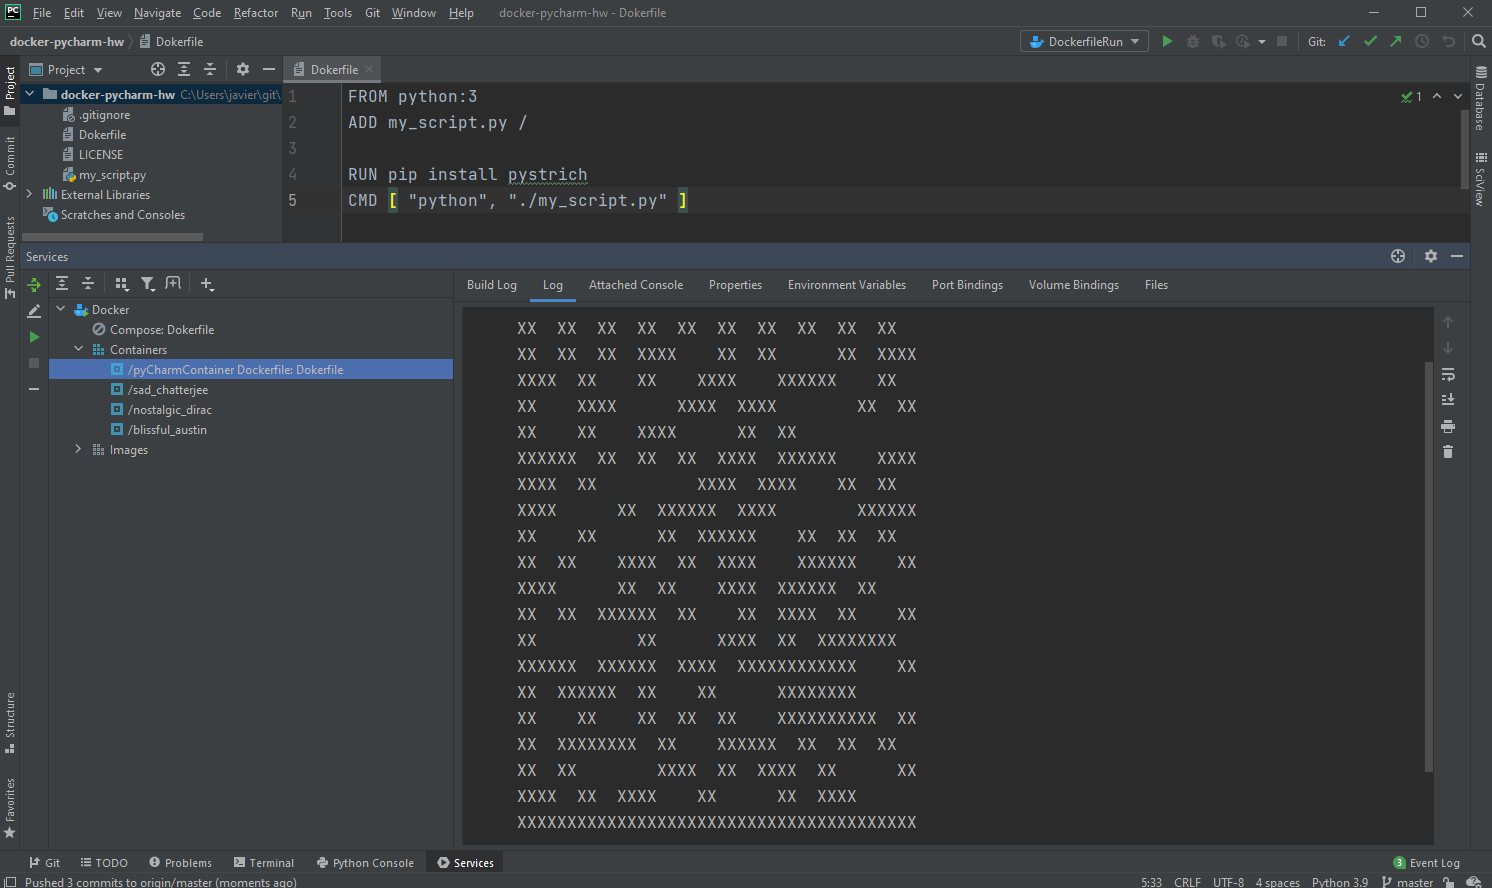 PC File Edit View Navigate Code Refactor Run Tools Git Window Help docker-pycharm-hw - Dokerfile
docker-pycharm-hw Dokerfile DockerfileRun Git:
Project Dokerfile
Project
docker-pycharm-hw C:\Users\javier\git\
.gitignore
Dokerfile
LICENSE
my_script.py
External Libraries
Scratches and Consoles
Commit
Pull Requests
1 FROM python:3
2 ADD my_script.py /
3
4 RUN pip install pystrich
5 CMD [ "python", "./my_script.py" ]
1
Database
SciView
Services
Docker
Compose: Dokerfile
Containers
/pyCharmContainer Dockerfile: Dokerfile
/sad_chatterjee
/nostalgic_dirac
/blissful_austin
Images
Build Log Log Attached Console Properties Environment Variables Port Bindings Volume Bindings Files
XX  XX  XX  XX  XX  XX  XX  XX  XX  XX
XX  XX  XX  XXXX    XX  XX      XX  XXXX
XXXX  XX    XX    XXXX    XXXXXX    XX
XX    XXXX      XXXX  XXXX        XX  XX
XX    XX    XXXX      XX  XX
XXXXXX  XX  XX  XX  XXXX  XXXXXX    XXXX
XXXX  XX          XXXX  XXXX    XX  XX
XXXX      XX  XXXXXX  XXXX        XXXXXX
XX    XX      XX  XXXXXX    XX  XX  XX
XX  XX    XXXX  XX  XXXX    XXXXXX    XX
XXXX      XX  XX    XXXX  XXXXXX  XX
XX  XX  XXXXXX  XX    XX  XXXX  XX    XX
XX          XX      XXXX  XX  XXXXXXXX
XXXXXX  XXXXXX  XXXX  XXXXXXXXXXXX    XX
XX  XXXXXX  XX    XX      XXXXXXXX
XX    XX    XX  XX  XX    XXXXXXXXXX  XX
XX  XXXXXXXX  XX    XXXXXX  XX  XX  XX
XX  XX        XXXX  XX  XXXX  XX      XX
XXXX  XX  XXXX    XX      XX  XXXX
XXXXXXXXXXXXXXXXXXXXXXXXXXXXXXXXXXXXXXXX
Structure
Favorites
Git TODO Problems Terminal Python Console Services 3 Event Log
Pushed 3 commits to origin/master (moments ago) 5:33 CRLF UTF-8 4 spaces Python 3.9 master